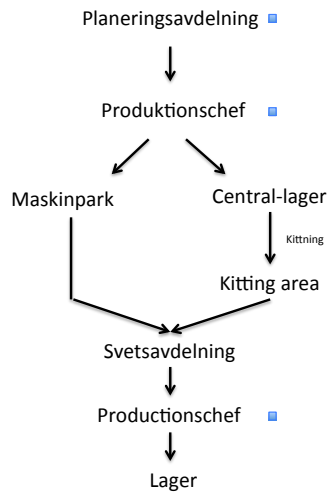 Planeringsavdelning
Produktionschef
Maskinpark
Central-lager
Kittning
Kitting area
Svetsavdelning
Productionschef
Lager